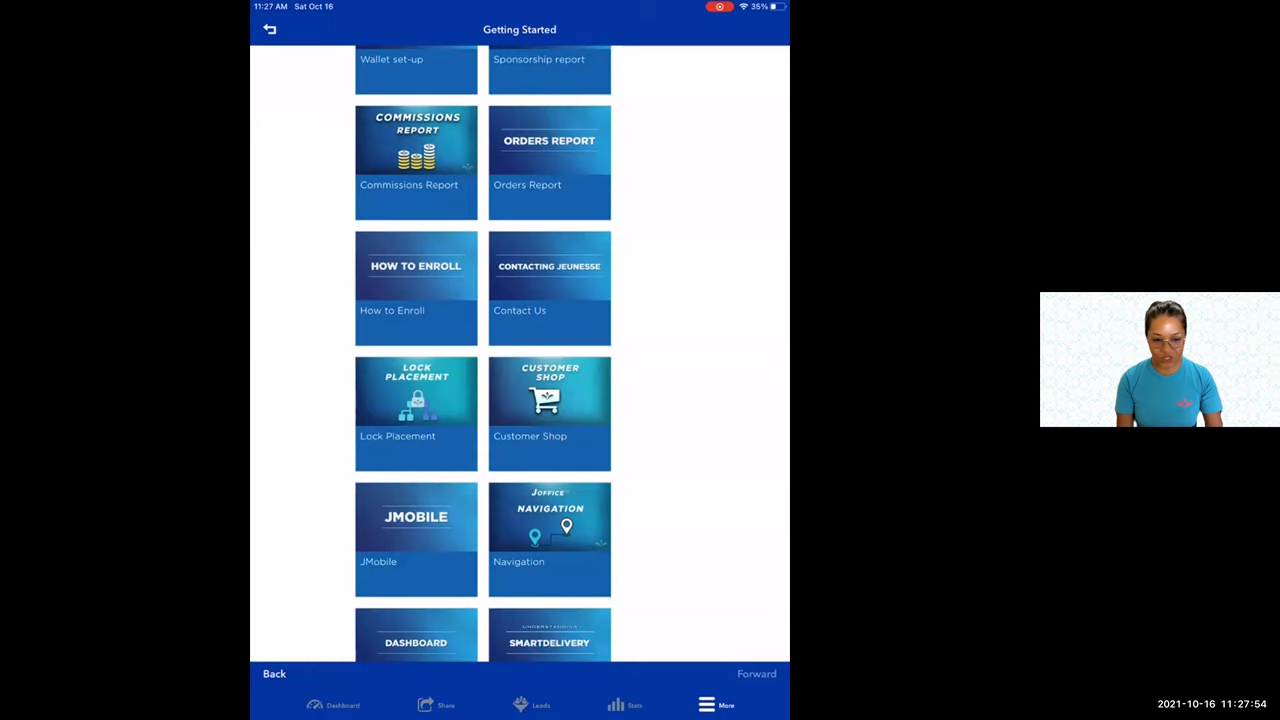 11:27 AM Sat Oct 16
35%
Getting Started
Wallet set-up
Sponsorship report
COMMISSIONS
REPORT
Commissions Report
ORDERS REPORT
Orders Report
HOW TO ENROLL
How to Enroll
CONTACTING JEUNESSE
Contact Us
LOCK
PLACEMENT
Lock Placement
CUSTOMER
SHOP
Customer Shop
JMOBILE
JMobile
JOFFICE™
NAVIGATION
Navigation
DASHBOARD
UNDERSTANDING
SMARTDELIVERY
Back
Forward
Dashboard
Share
Leads
Stats
More
2021-10-16 11:27:54